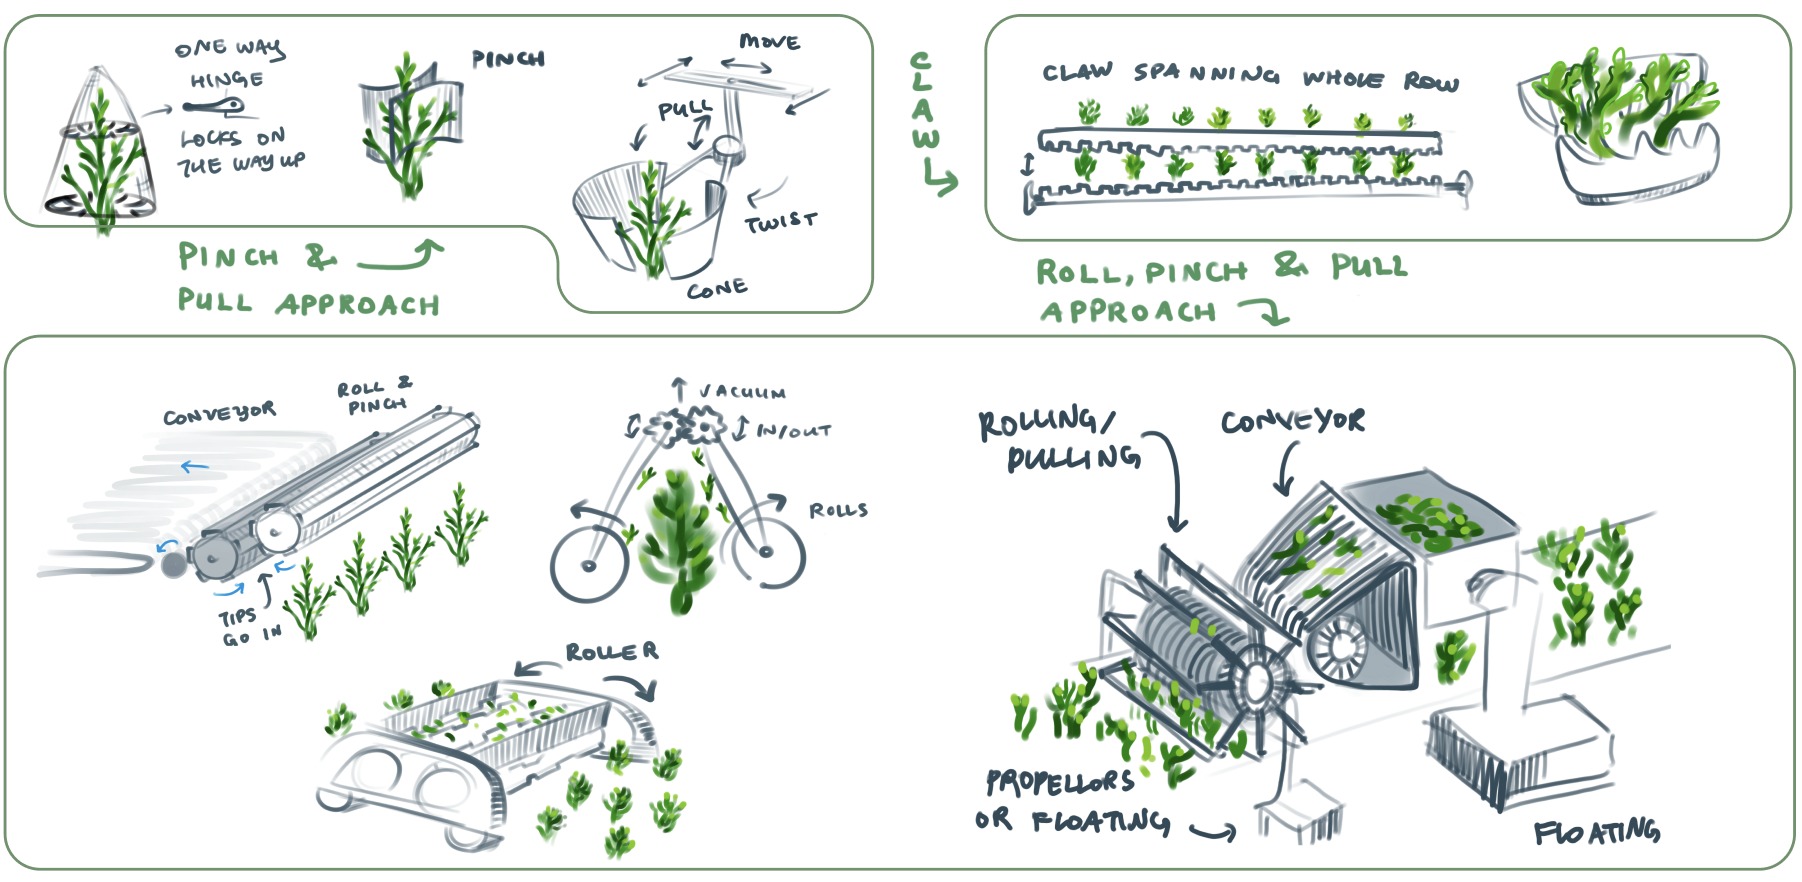 ONE WAY
HINGE
LOCKS ON
THE WAY UP
PINCH
MOVE
PULL
TWIST
CONE
PINCH &
PULL APPROACH
CLAW
CLAW SPANNING WHOLE ROW
ROLL, PINCH & PULL
APPROACH
CONVEYOR
ROLL &
PINCH
TIPS
GO IN
VACUUM
IN/OUT
ROLLS
ROLLER
ROLLING/
PULLING
CONVEYOR
PROPELLORS
OR FLOATING
FLOATING